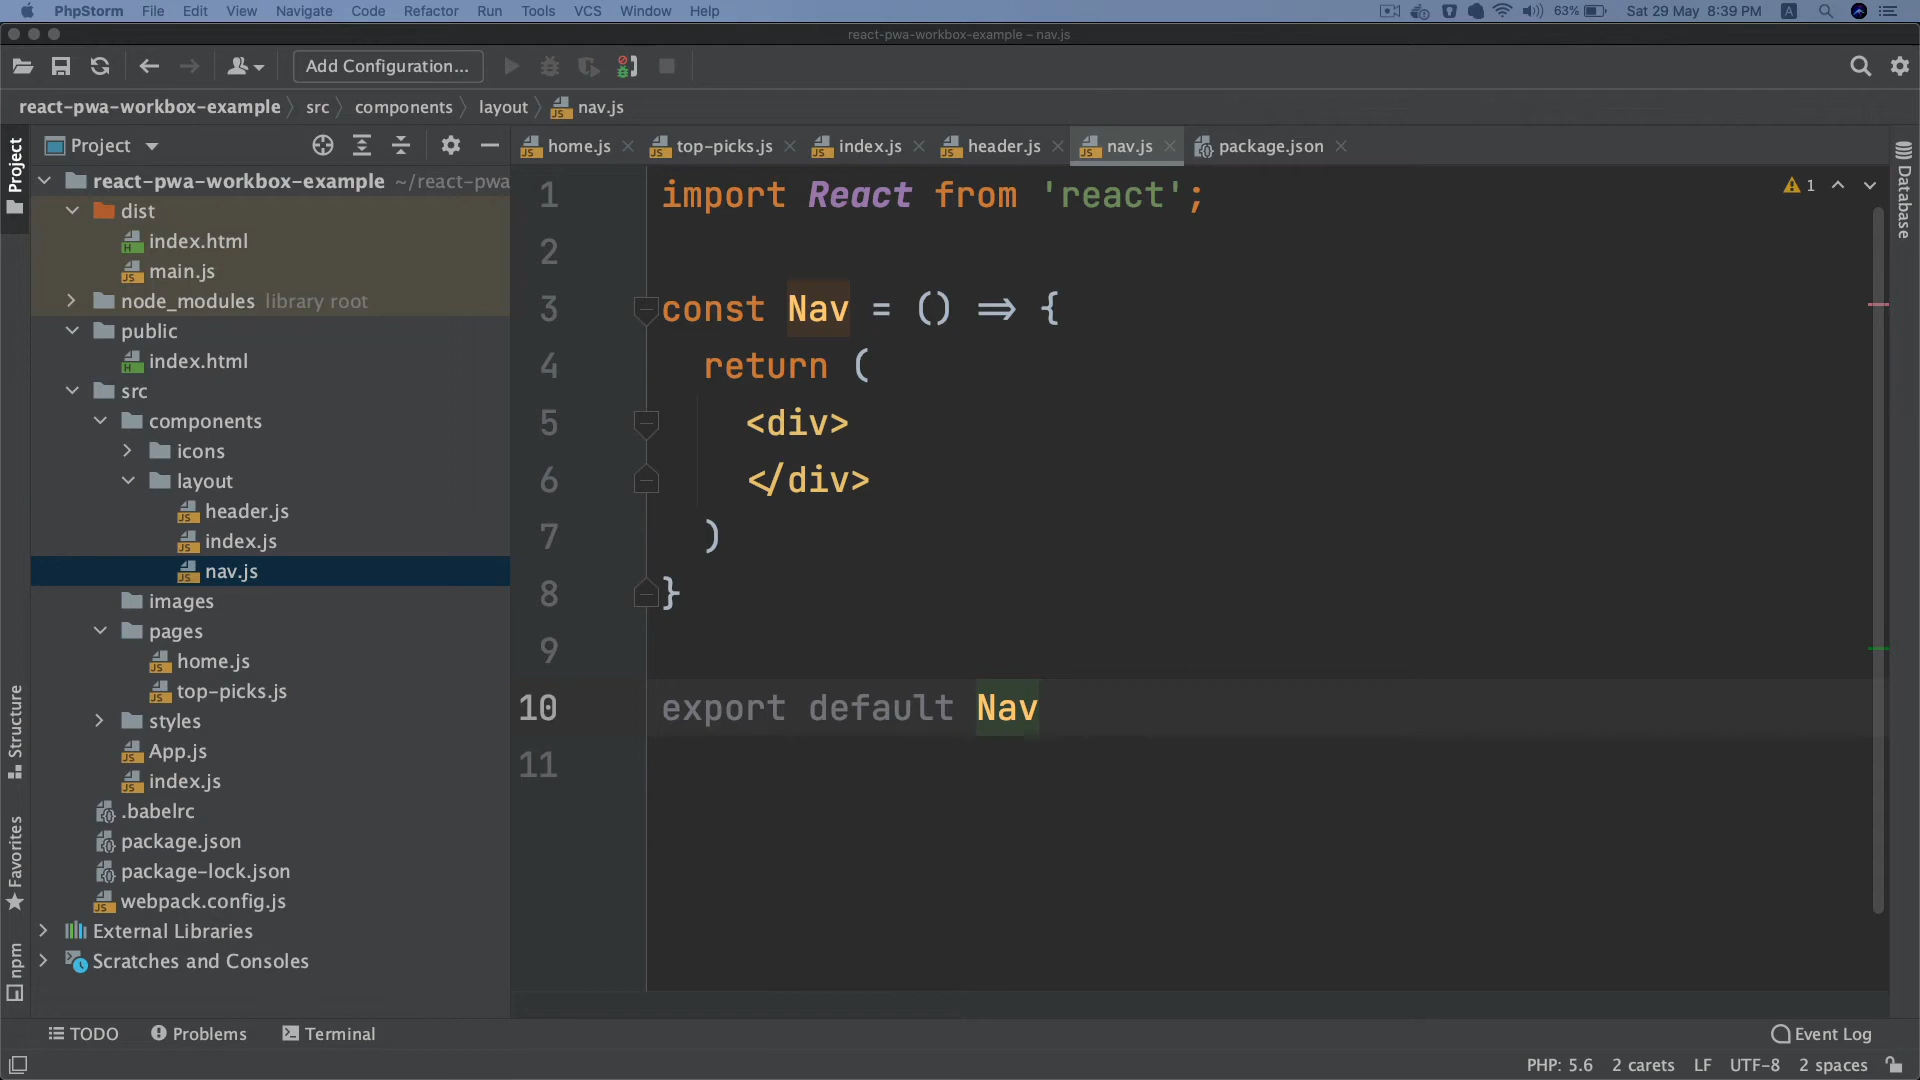 PhpStorm File Edit View Navigate Code Refactor Run Tools VCS Window Help 63% Sat 29 May 8:39 PM A
react-pwa-workbox-example – nav.js
Add Configuration...
react-pwa-workbox-example src components layout nav.js
Project
home.js top-picks.js index.js header.js nav.js package.json
react-pwa-workbox-example ~/react-pwa
dist
index.html
main.js
node_modules library root
public
index.html
src
components
icons
layout
header.js
index.js
nav.js
images
pages
home.js
top-picks.js
styles
App.js
index.js
.babelrc
package.json
package-lock.json
webpack.config.js
External Libraries
Scratches and Consoles
1 import React from 'react';
2
3 const Nav = () => {
4 return (
5 <div>
6 </div>
7 )
8 }
9
10 export default Nav
11
1
Project
Structure
Favorites
npm
Database
TODO Problems Terminal Event Log
PHP: 5.6 2 carets LF UTF-8 2 spaces